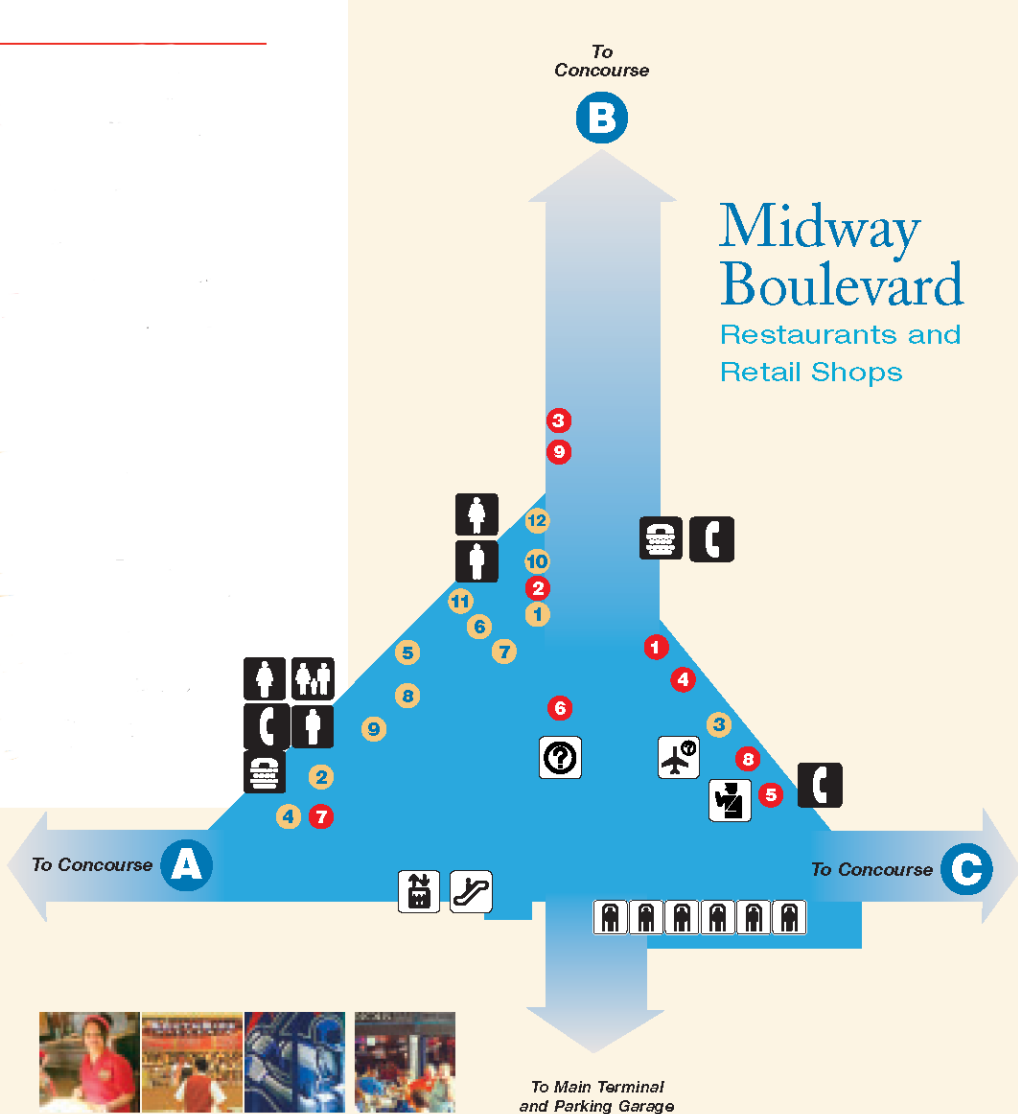 To
Concourse
B
Midway
Boulevard
Restaurants and
Retail Shops
3
9
12
10
2
11
1
6
7
5
1
4
8
6
3
9
?
?
8
2
5
4
7
To Concourse A
To Concourse C
To Main Terminal
and Parking Garage